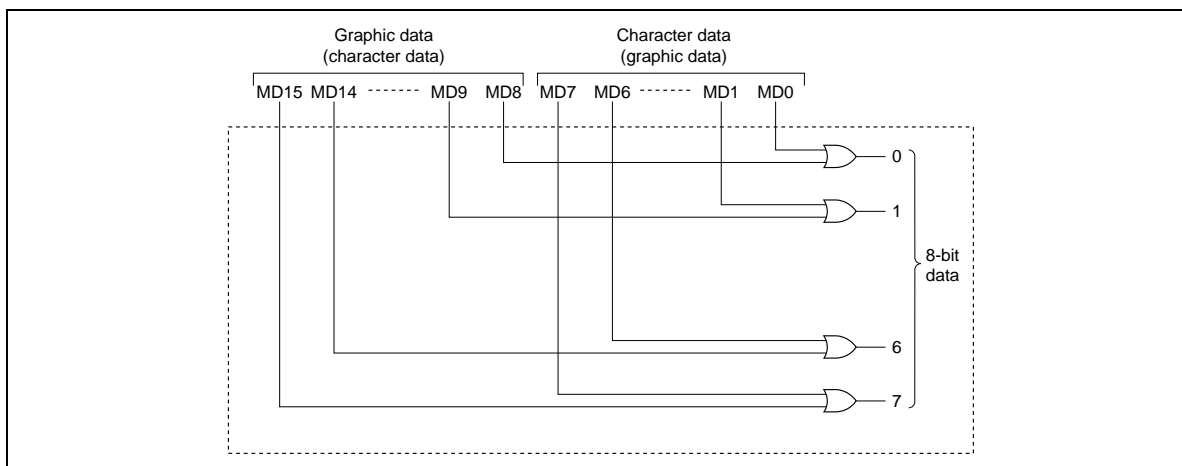 Graphic data
(character data)
Character data
(graphic data)
MD15 MD14 MD9 MD8 MD7 MD6 MD1 MD0
0
1
8-bit
data
6
7